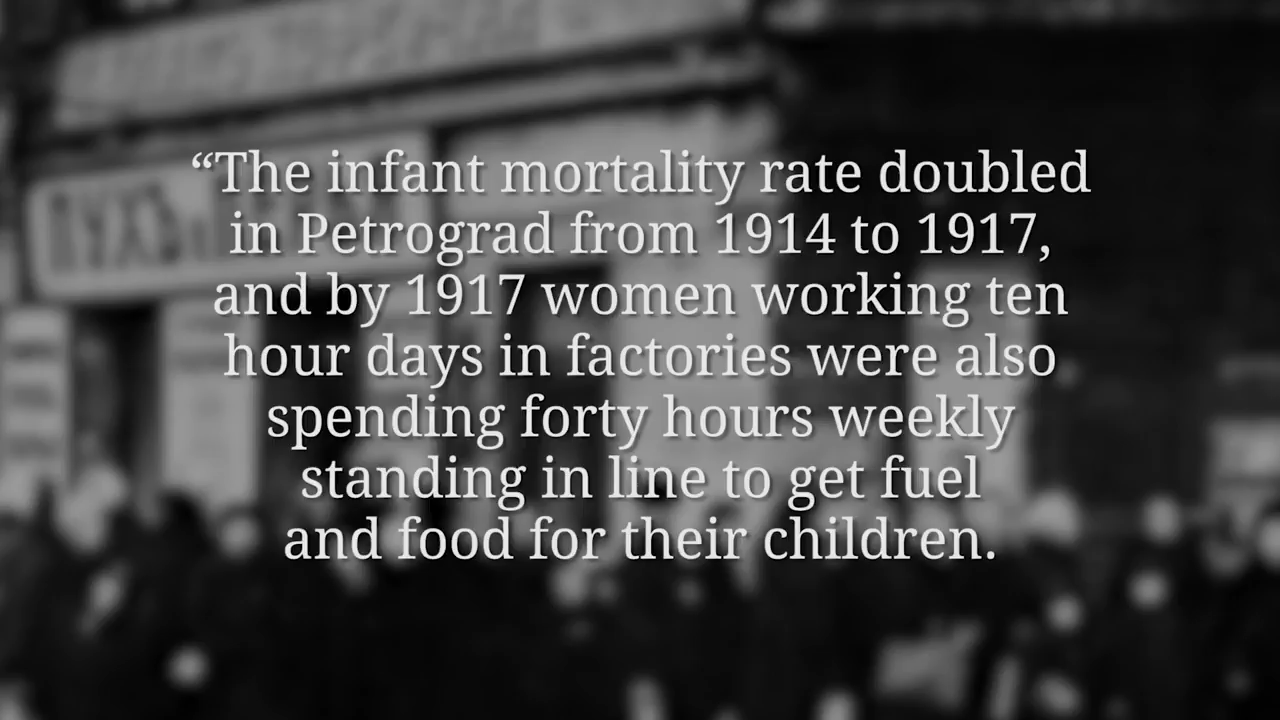 “The infant mortality rate doubled
in Petrograd from 1914 to 1917,
and by 1917 women working ten
hour days in factories were also
spending forty hours weekly
standing in line to get fuel
and food for their children.